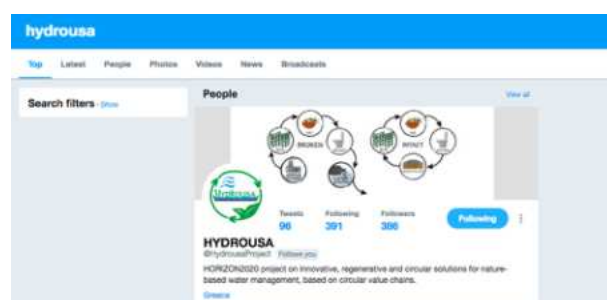 hydrousa
Top Latest People Photos Videos News Broadcasts
Search filters · Show
People View all
BROKEN
HYDROUSA
Tweets Following Followers
96 391 386
Following
HYDROUSA
@HydrousaProject Follows you
HORIZON2020 project on innovative, regenerative and circular solutions for nature-
based water management, based on circular value chains.
Greece